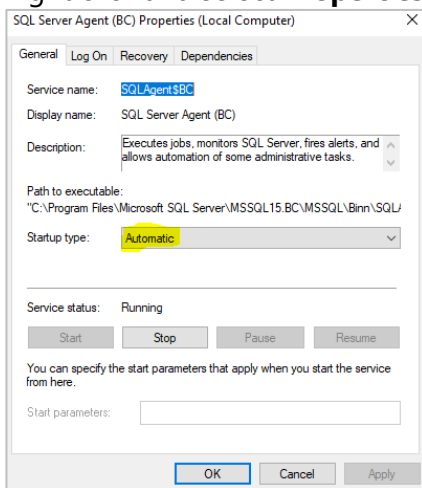 SQL Server Agent (BC) Properties (Local Computer)
General Log On Recovery Dependencies
Service name: SQLAgent$BC
Display name: SQL Server Agent (BC)
Description: Executes jobs, monitors SQL Server, fires alerts, and
allows automation of some administrative tasks.
Path to executable:
"C:\Program Files\Microsoft SQL Server\MSSQL15.BC\MSSQL\Binn\SQLA
Startup type: Automatic
Service status: Running
Start Stop Pause Resume
You can specify the start parameters that apply when you start the service
from here.
Start parameters:
OK Cancel Apply